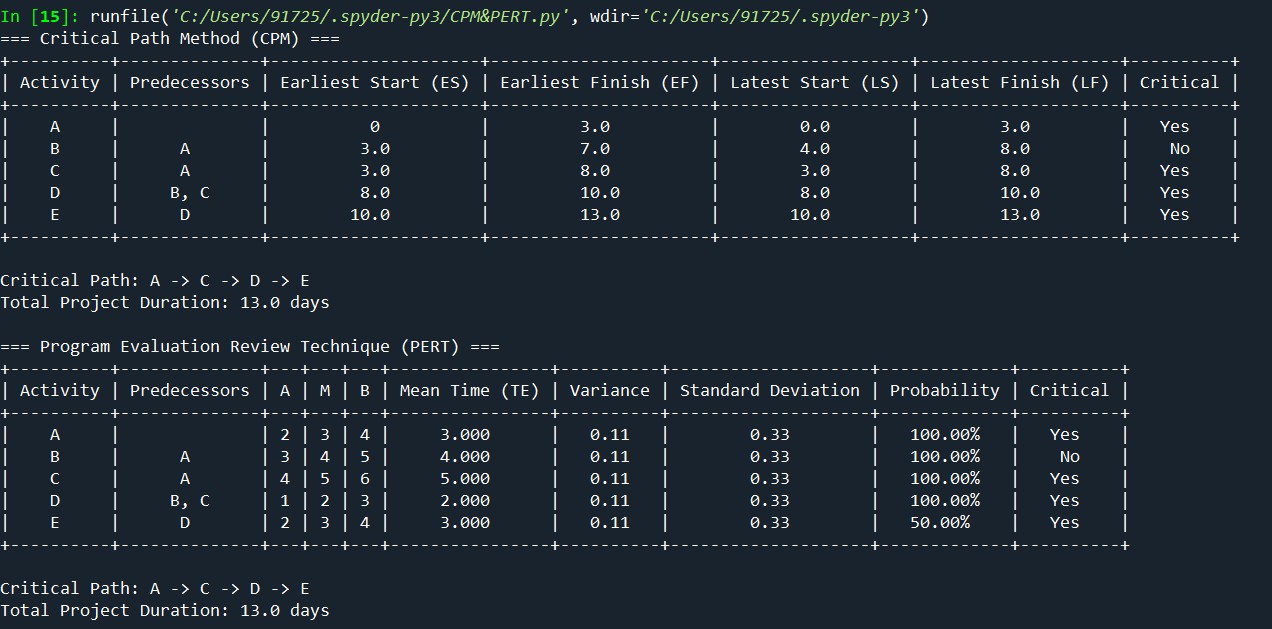 In [15]: runfile('C:/Users/91725/.spyder-py3/CPM&PERT.py', wdir='C:/Users/91725/.spyder-py3')
=== Critical Path Method (CPM) ===
+----------+--------------+---------------------+----------------------+-------------------+--------------------+----------+
| Activity | Predecessors | Earliest Start (ES) | Earliest Finish (EF) | Latest Start (LS) | Latest Finish (LF) | Critical |
+----------+--------------+---------------------+----------------------+-------------------+--------------------+----------+
|    A     |              |          0          |         3.0          |        0.0        |        3.0         |   Yes    |
|    B     |      A       |         3.0         |         7.0          |        4.0        |        8.0         |    No    |
|    C     |      A       |         3.0         |         8.0          |        3.0        |        8.0         |   Yes    |
|    D     |     B, C     |         8.0         |         10.0         |        8.0        |        10.0        |   Yes    |
|    E     |      D       |        10.0         |         13.0         |       10.0        |        13.0        |   Yes    |
+----------+--------------+---------------------+----------------------+-------------------+--------------------+----------+
Critical Path: A -> C -> D -> E
Total Project Duration: 13.0 days
=== Program Evaluation Review Technique (PERT) ===
+----------+--------------+---+---+---+----------------+----------+--------------------+-------------+----------+
| Activity | Predecessors | A | M | B | Mean Time (TE) | Variance | Standard Deviation | Probability | Critical |
+----------+--------------+---+---+---+----------------+----------+--------------------+-------------+----------+
|    A     |              | 2 | 3 | 4 |     3.000      |   0.11   |        0.33        |   100.00%   |   Yes    |
|    B     |      A       | 3 | 4 | 5 |     4.000      |   0.11   |        0.33        |   100.00%   |    No    |
|    C     |      A       | 4 | 5 | 6 |     5.000      |   0.11   |        0.33        |   100.00%   |   Yes    |
|    D     |     B, C     | 1 | 2 | 3 |     2.000      |   0.11   |        0.33        |   100.00%   |   Yes    |
|    E     |      D       | 2 | 3 | 4 |     3.000      |   0.11   |        0.33        |   50.00%    |   Yes    |
+----------+--------------+---+---+---+----------------+----------+--------------------+-------------+----------+
Critical Path: A -> C -> D -> E
Total Project Duration: 13.0 days